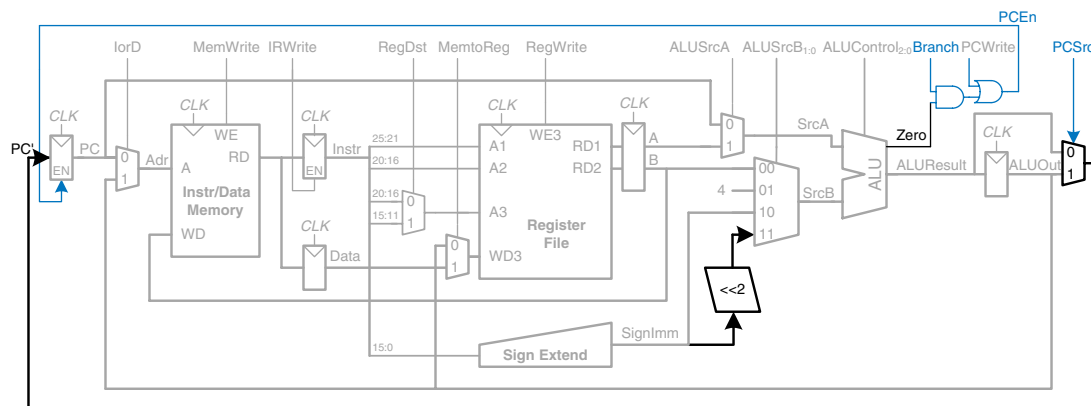 PCEn
IorD MemWrite IRWrite RegDst MemtoReg RegWrite ALUSrcA ALUSrcB1:0 ALUControl2:0 Branch PCWrite PCSrc
CLK CLK CLK CLK CLK CLK
PC' PC EN
0 1 Adr
WE A RD Instr/Data Memory WD
EN Instr
CLK
Data
25:21 A1
20:16 A2
20:16 0
15:11 1
A3
0 1 WD3
WE3 RD1 RD2 Register File
A B
0 1 SrcA
00
4 01
10
11
SrcB
ALU Zero
ALUResult ALUOut
0 1
<<2
SignImm
15:0 Sign Extend